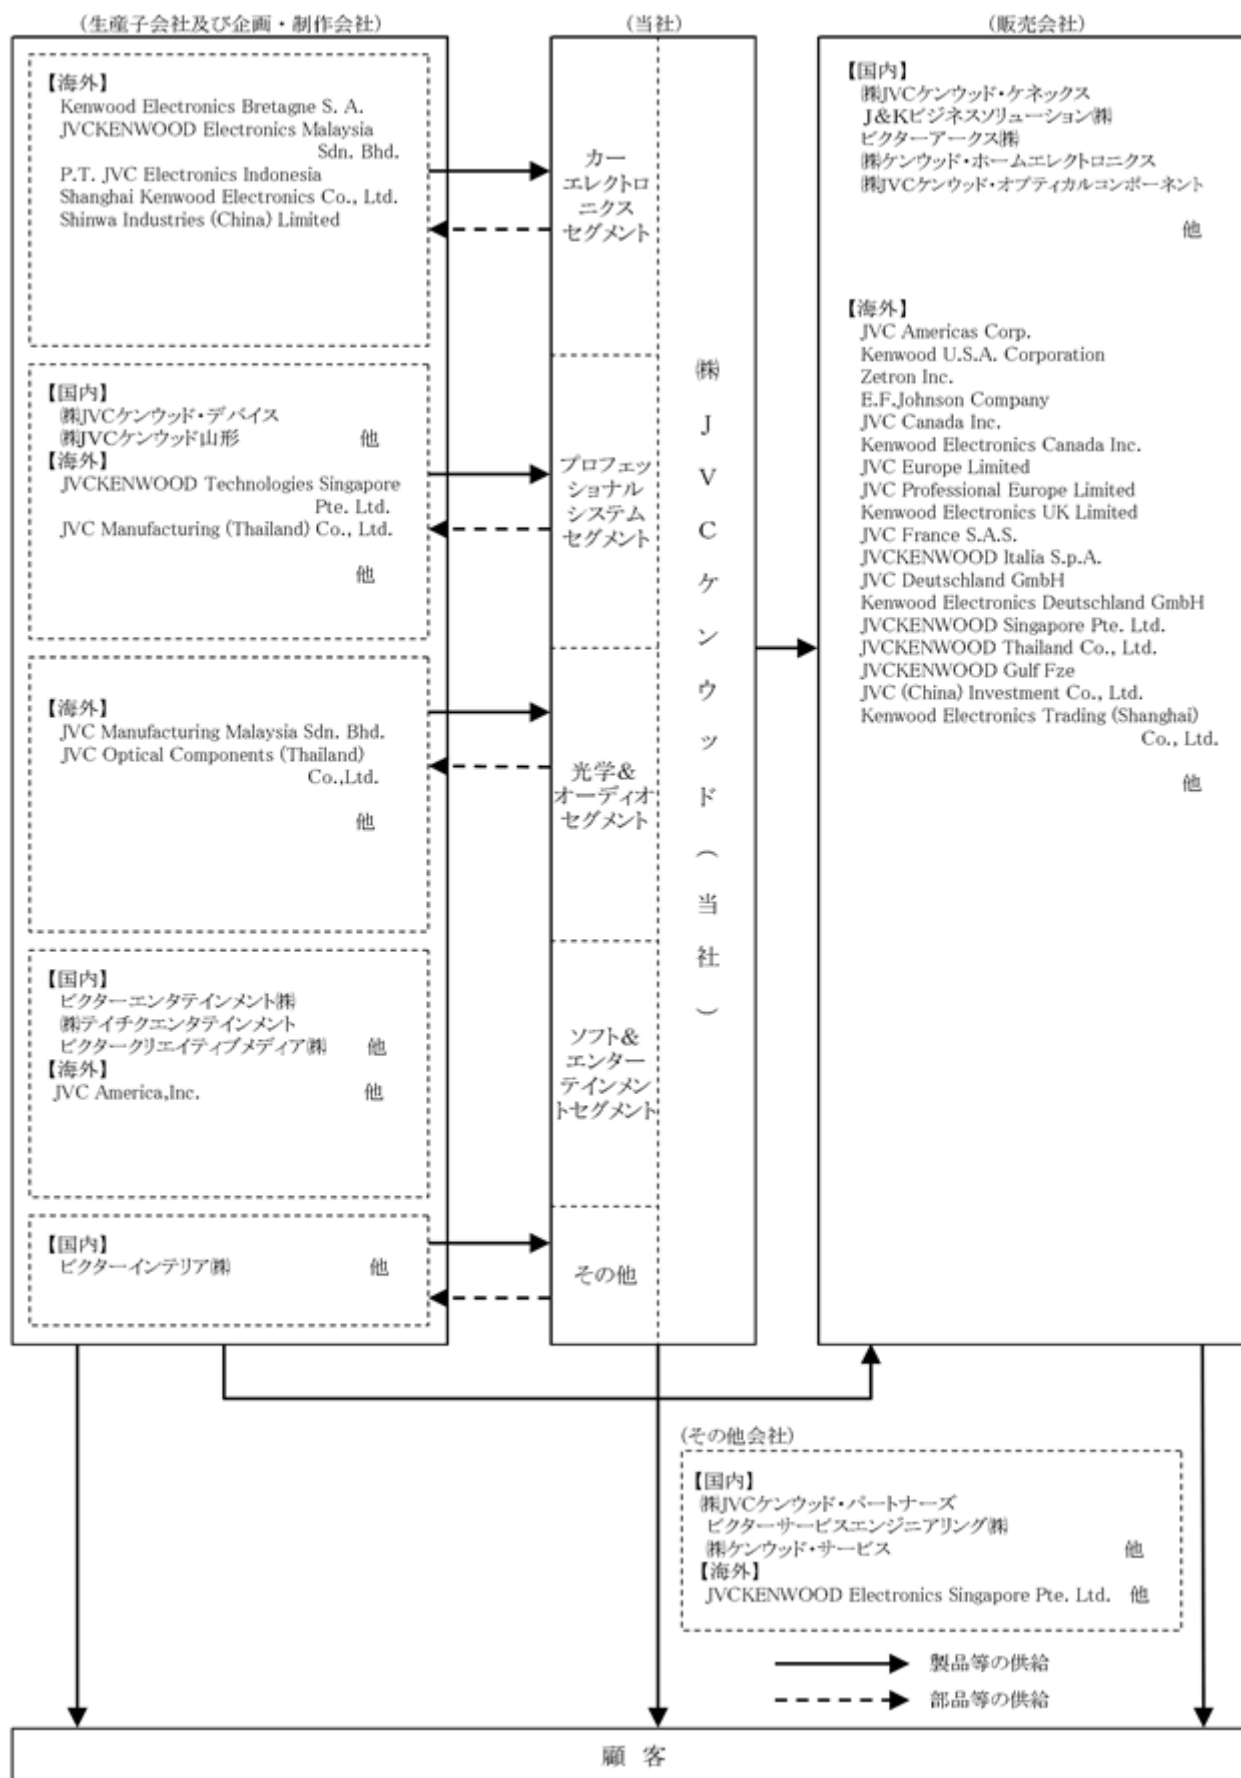 (生産子会社及び企画・制作会社)
【海外】
Kenwood Electronics Bretagne S. A.
JVCKENWOOD Electronics Malaysia
Sdn. Bhd.
P.T. JVC Electronics Indonesia
Shanghai Kenwood Electronics Co., Ltd.
Shinwa Industries (China) Limited
【国内】
㈱JVCケンウッド・デバイス
㈱JVCケンウッド山形 他
【海外】
JVCKENWOOD Technologies Singapore
Pte. Ltd.
JVC Manufacturing (Thailand) Co., Ltd.
他
【海外】
JVC Manufacturing Malaysia Sdn. Bhd.
JVC Optical Components (Thailand)
Co.,Ltd.
他
【国内】
ビクターエンタテインメント㈱
㈱テイチクエンタテインメント
ビクタークリエイティブメディア㈱ 他
【海外】
JVC America,Inc. 他
【国内】
ビクターインテリア㈱ 他
(当社)
カー
エレクトロ
ニクス
セグメント
プロフェッ
ショナル
システム
セグメント
光学&
オーディオ
セグメント
ソフト&
エンター
テインメン
トセグメント
その他
㈱JVCケンウッド(当社)
(販売会社)
【国内】
㈱JVCケンウッド・ケネックス
J&Kビジネスソリューション㈱
ビクターアークス㈱
㈱ケンウッド・ホームエレクトロニクス
㈱JVCケンウッド・オプティカルコンポーネント
他
【海外】
JVC Americas Corp.
Kenwood U.S.A. Corporation
Zetron Inc.
E.F.Johnson Company
JVC Canada Inc.
Kenwood Electronics Canada Inc.
JVC Europe Limited
JVC Professional Europe Limited
Kenwood Electronics UK Limited
JVC France S.A.S.
JVCKENWOOD Italia S.p.A.
JVC Deutschland GmbH
Kenwood Electronics Deutschland GmbH
JVCKENWOOD Singapore Pte. Ltd.
JVCKENWOOD Thailand Co., Ltd.
JVCKENWOOD Gulf Fze
JVC (China) Investment Co., Ltd.
Kenwood Electronics Trading (Shanghai)
Co., Ltd.
他
(その他会社)
【国内】
㈱JVCケンウッド・パートナーズ
ビクターサービスエンジニアリング㈱
㈱ケンウッド・サービス 他
【海外】
JVCKENWOOD Electronics Singapore Pte. Ltd. 他
製品等の供給
部品等の供給
顧 客